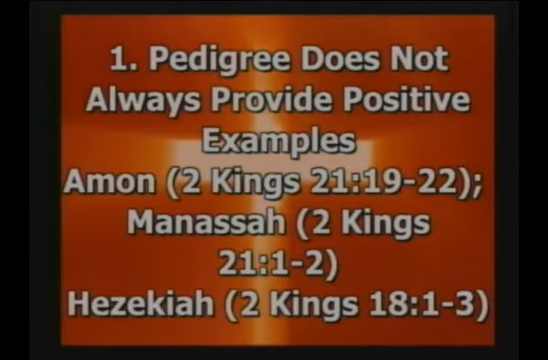 1. Pedigree Does Not
Always Provide Positive
Examples
Amon (2 Kings 21:19-22);
Manassah (2 Kings
21:1-2)
Hezekiah (2 Kings 18:1-3)